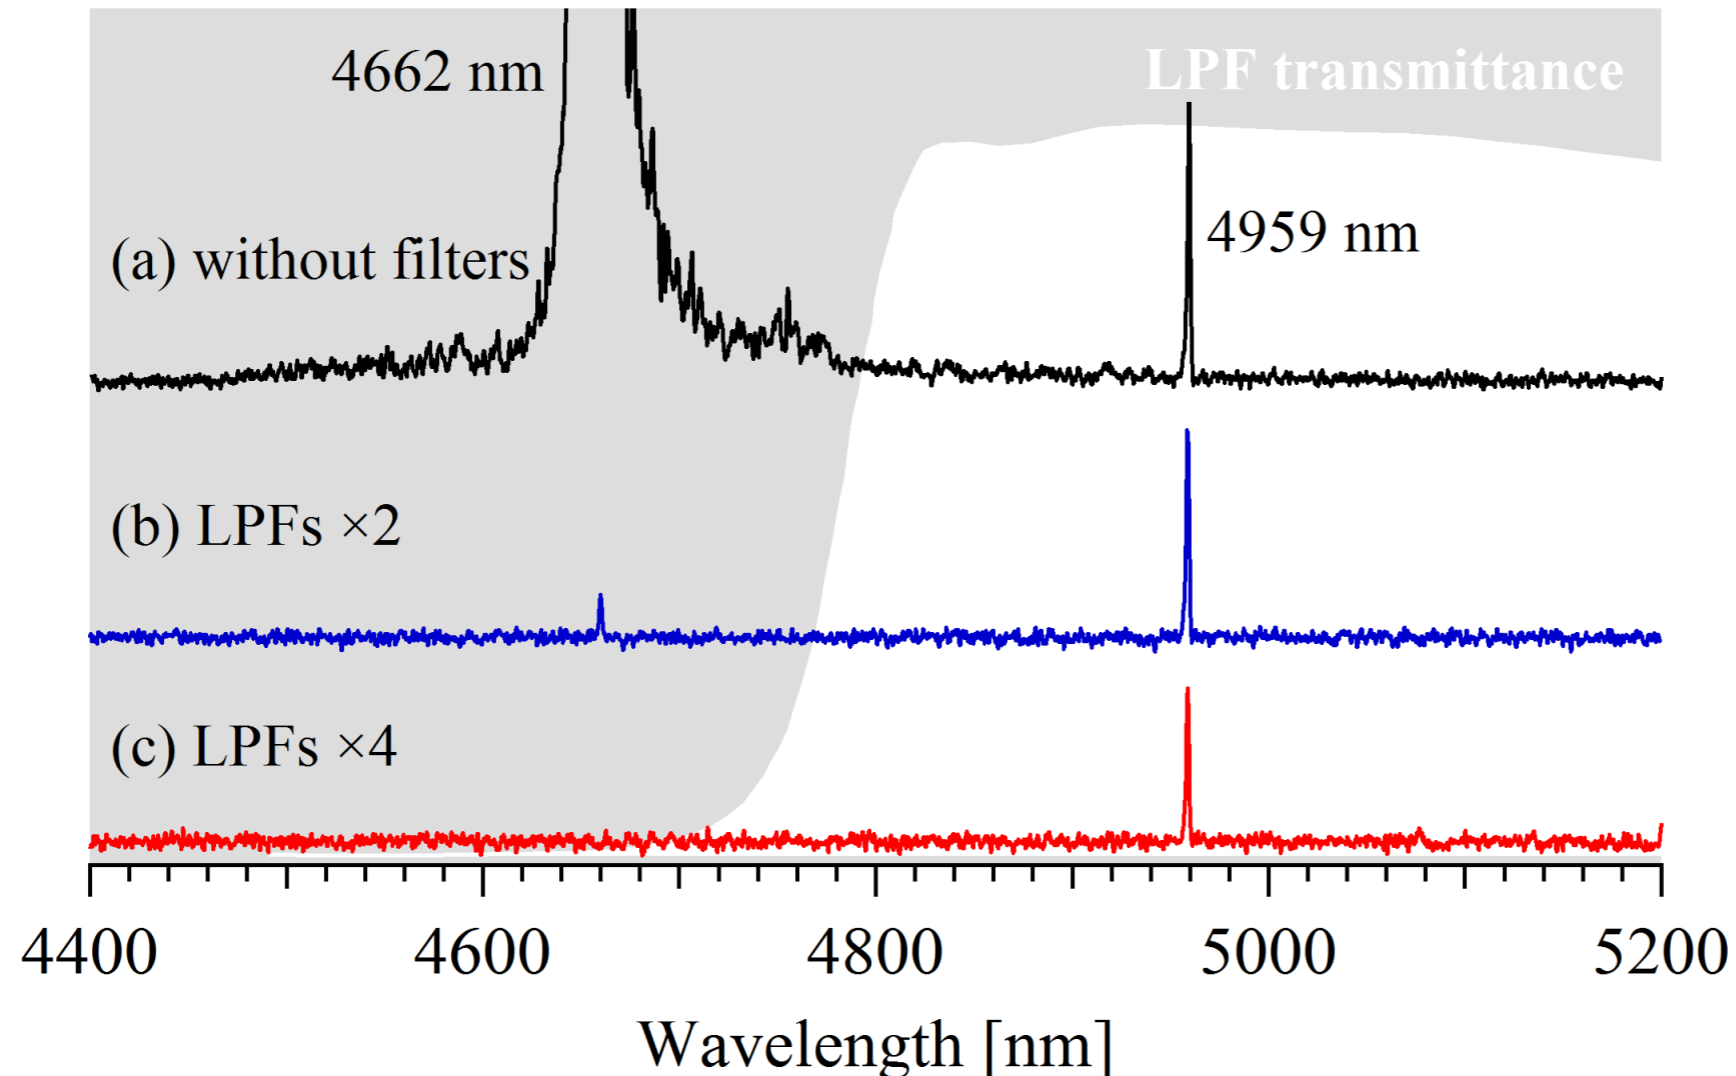 4662 nm
LPF transmittance
(a) without filters
4959 nm
(b) LPFs ×2
(c) LPFs ×4
4400 4600 4800 5000 5200
Wavelength [nm]